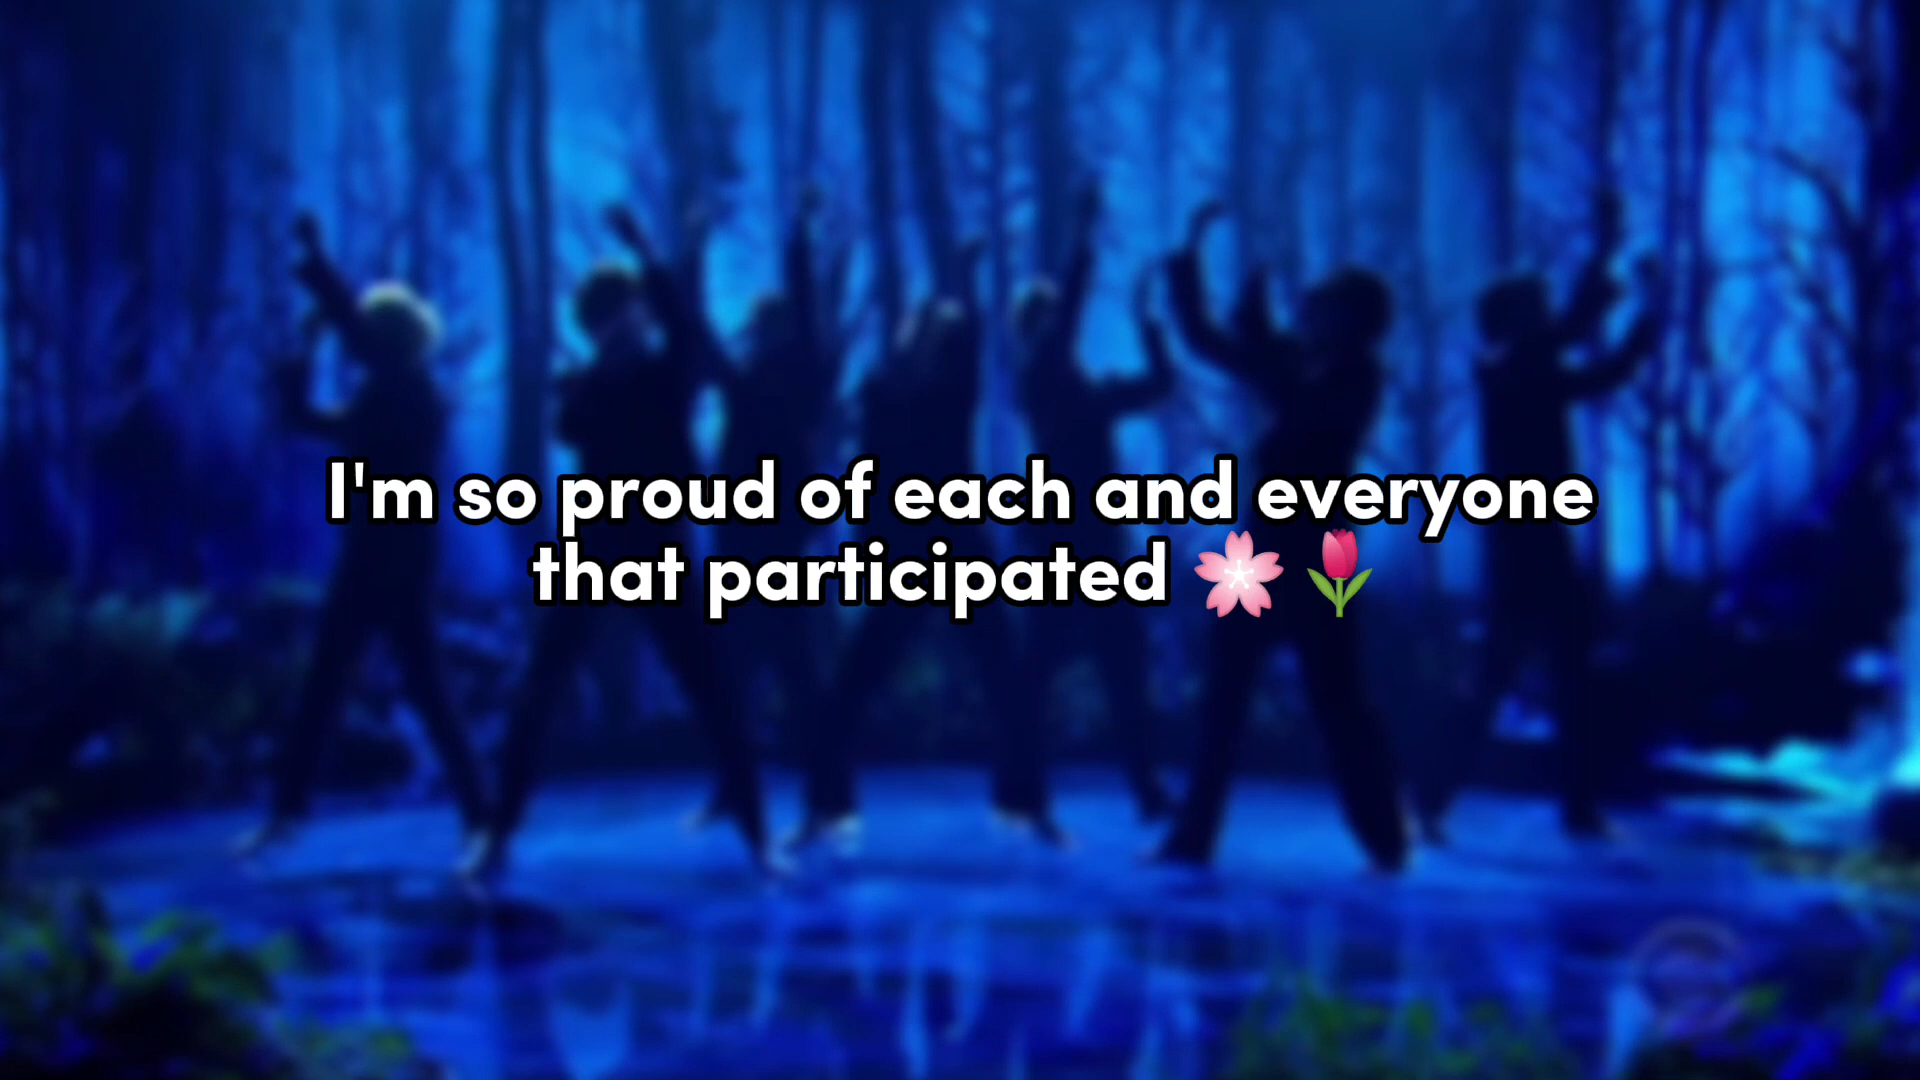 I'm so proud of each and everyone
that participated 🌸🌷